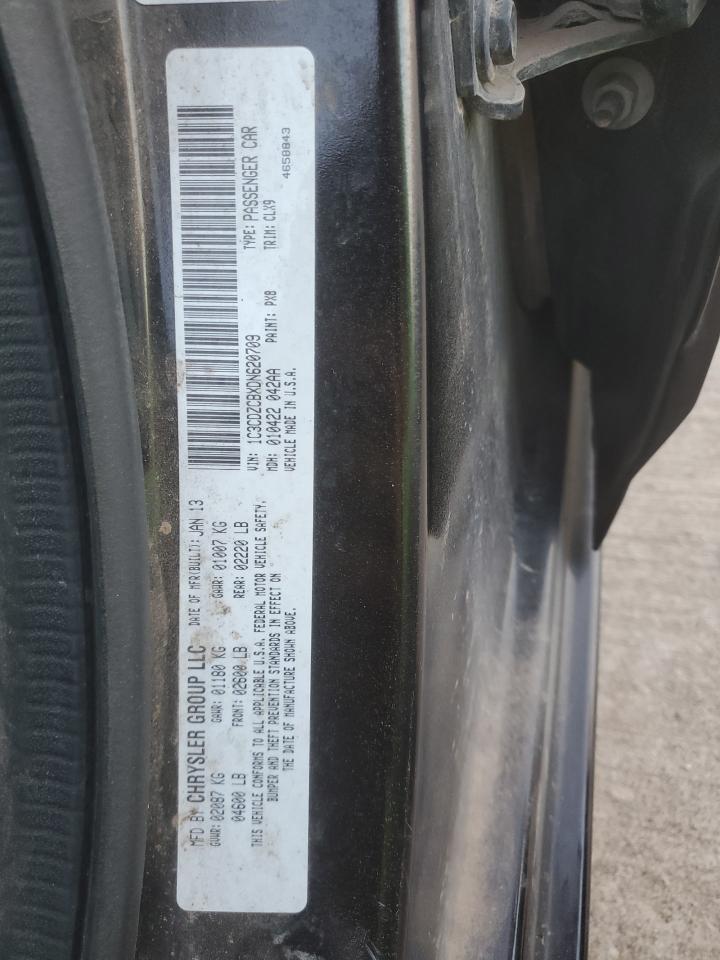 MFD BY CHRYSLER GROUP LLC DATE OF MFR(BUILT): JAN 13
GVWR: 02087 KG GAWR: 01180 KG GAWR: 01007 KG
04600 LB FRONT: 02600 LB REAR: 02220 LB
THIS VEHICLE CONFORMS TO ALL APPLICABLE U.S.A. FEDERAL MOTOR VEHICLE SAFETY,
BUMPER AND THEFT PREVENTION STANDARDS IN EFFECT ON
THE DATE OF MANUFACTURE SHOWN ABOVE.
VIN: 1C3CDZCBXDN620709 TYPE: PASSENGER CAR
MDH: 010422 042AA PAINT: PXB TRIM: CLX9
VEHICLE MADE IN U.S.A. 4658843